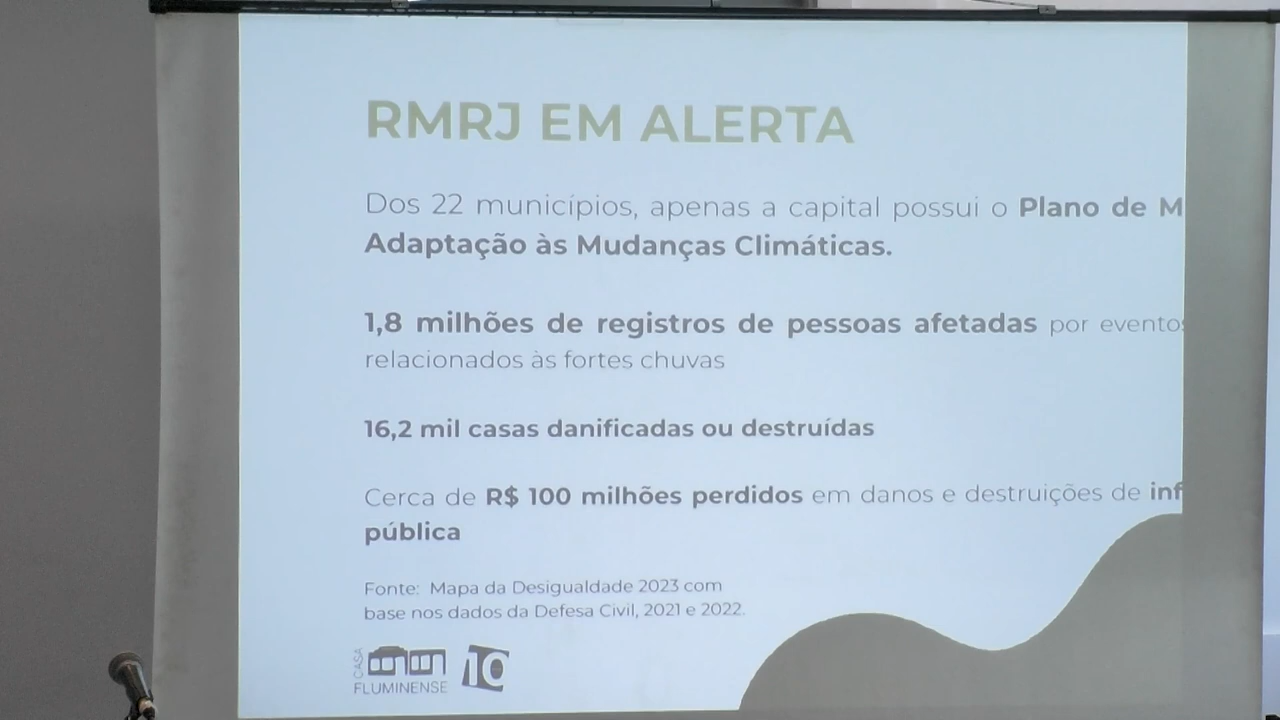 RMRJ EM ALERTA
Dos 22 municípios, apenas a capital possui o Plano de M
Adaptação às Mudanças Climáticas.
1,8 milhões de registros de pessoas afetadas por eventos
relacionados às fortes chuvas
16,2 mil casas danificadas ou destruídas
Cerca de R$ 100 milhões perdidos em danos e destruições de inf
pública
Fonte: Mapa da Desigualdade 2023 com
base nos dados da Defesa Civil, 2021 e 2022.
CASA
FLUMINENSE
10